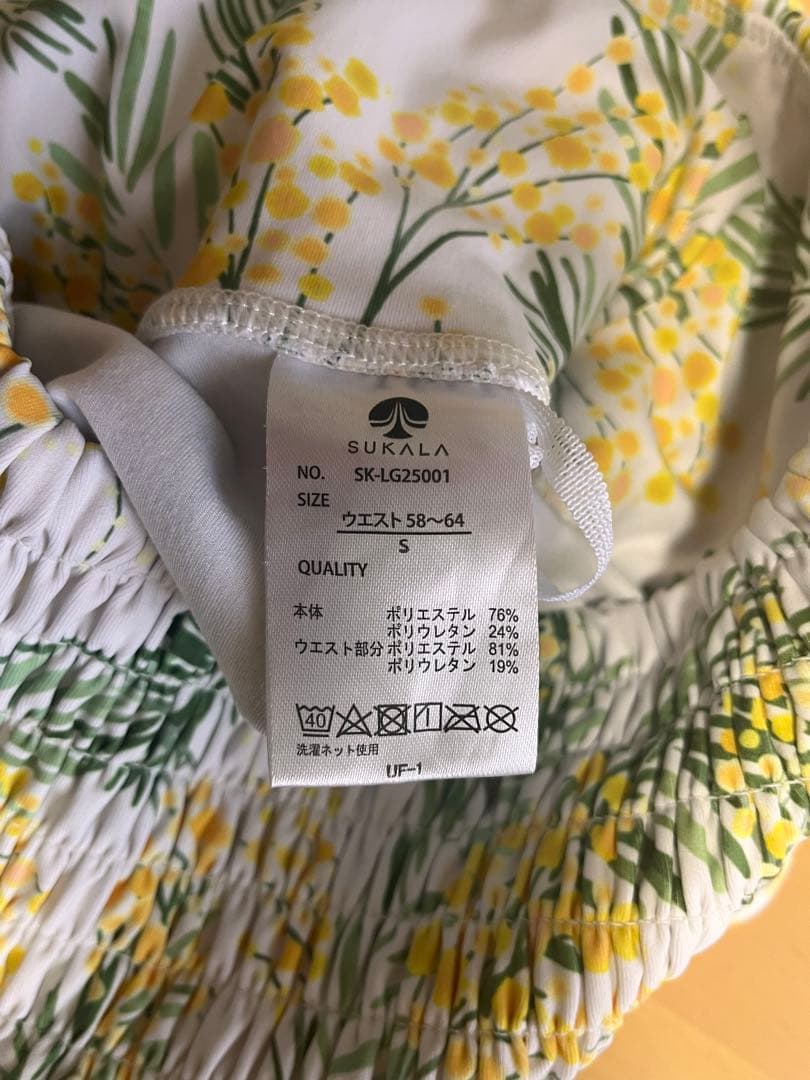 SUKALA
NO. SK-LG25001
SIZE
ウエスト 58〜64
S
QUALITY
本体 ポリエステル 76%
ポリウレタン 24%
ウエスト部分 ポリエステル 81%
ポリウレタン 19%
40
洗濯ネット使用
UF-1